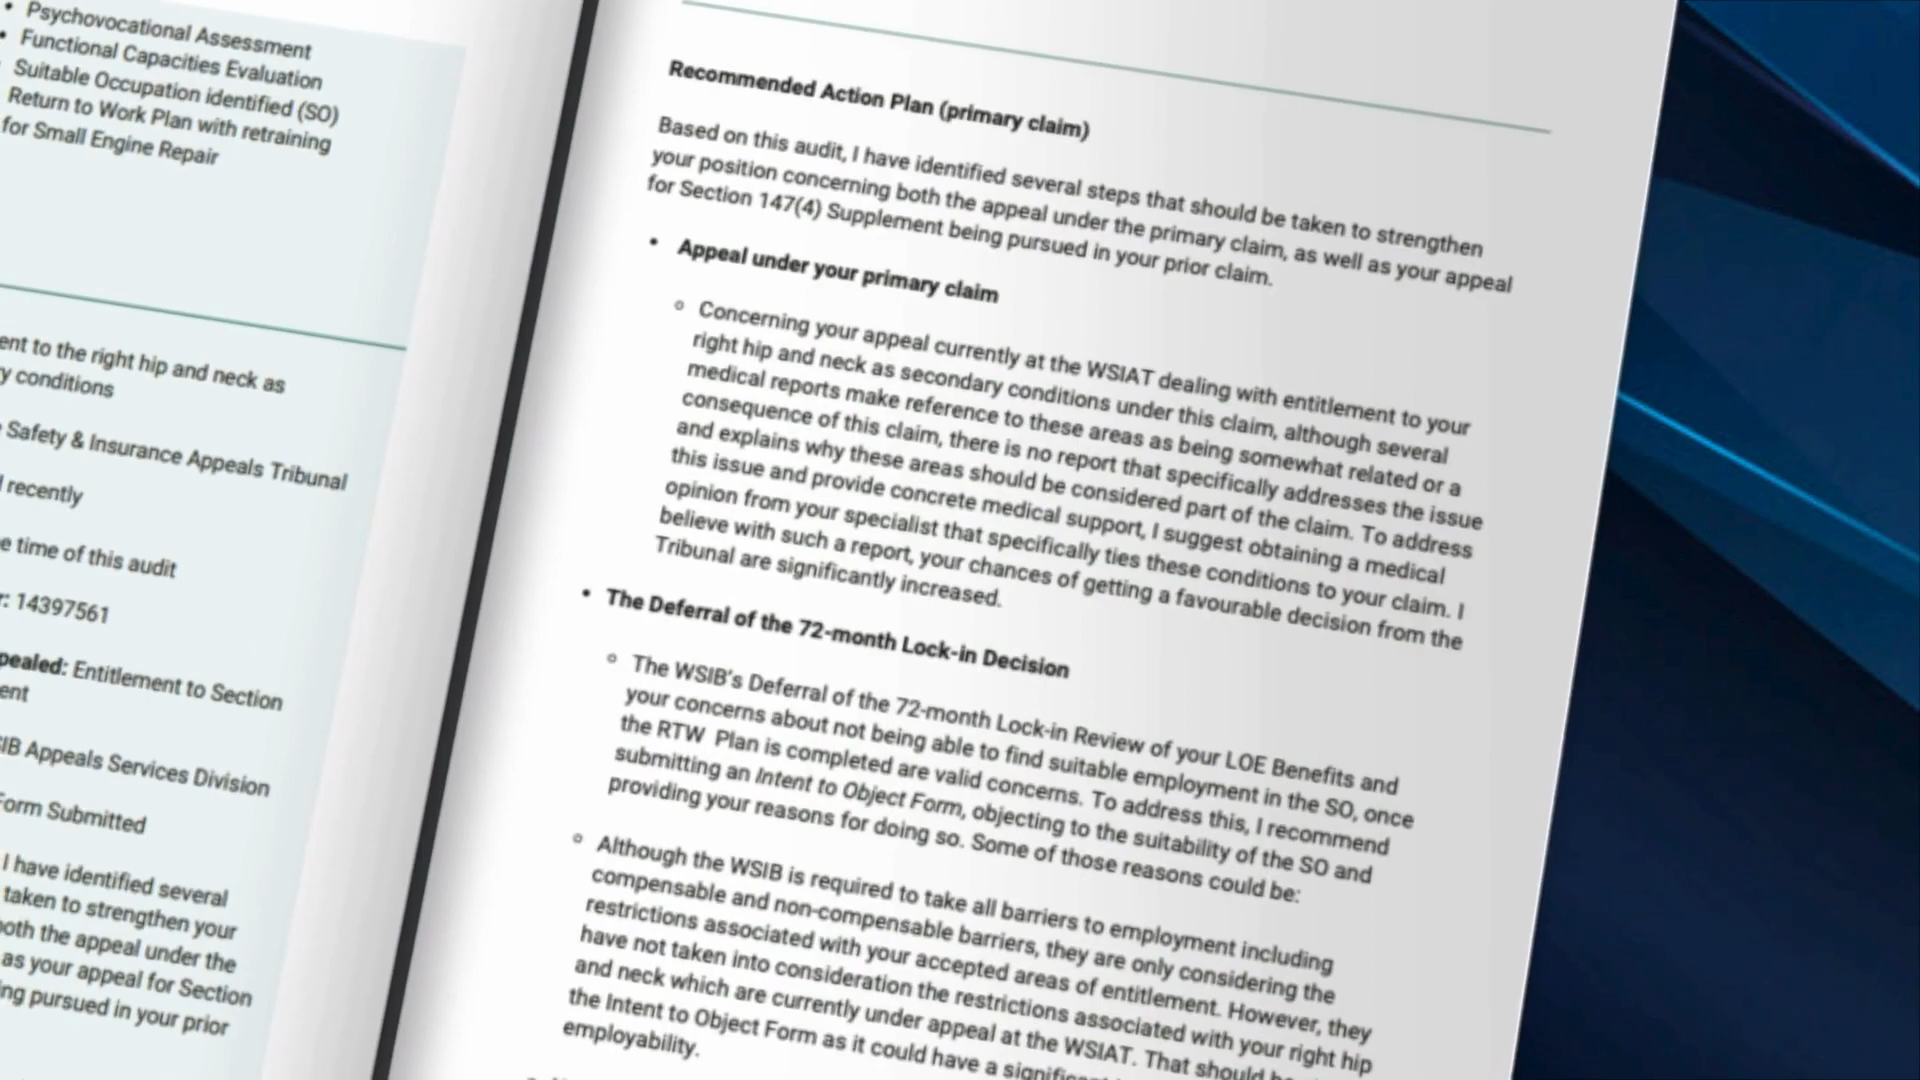 Psychovocational Assessment
Functional Capacities Evaluation
Suitable Occupation identified (SO)
Return to Work Plan with retraining
for Small Engine Repair
ent to the right hip and neck as
y conditions
Safety & Insurance Appeals Tribunal
recently
e time of this audit
r: 14397561
pealed: Entitlement to Section
ent
IB Appeals Services Division
Form Submitted
I have identified several
taken to strengthen your
both the appeal under the
as your appeal for Section
ing pursued in your prior
Recommended Action Plan (primary claim)
Based on this audit, I have identified several steps that should be taken to strengthen
your position concerning both the appeal under the primary claim, as well as your appeal
for Section 147(4) Supplement being pursued in your prior claim.
• Appeal under your primary claim
○ Concerning your appeal currently at the WSIAT dealing with entitlement to your
right hip and neck as secondary conditions under this claim, although several
medical reports make reference to these areas as being somewhat related or a
consequence of this claim, there is no report that specifically addresses the issue
and explains why these areas should be considered part of the claim. To address
this issue and provide concrete medical support, I suggest obtaining a medical
opinion from your specialist that specifically ties these conditions to your claim. I
believe with such a report, your chances of getting a favourable decision from the
Tribunal are significantly increased.
• The Deferral of the 72-month Lock-in Decision
○ The WSIB's Deferral of the 72-month Lock-in Review of your LOE Benefits and
your concerns about not being able to find suitable employment in the SO, once
the RTW Plan is completed are valid concerns. To address this, I recommend
submitting an Intent to Object Form, objecting to the suitability of the SO and
providing your reasons for doing so. Some of those reasons could be:
○ Although the WSIB is required to take all barriers to employment including
compensable and non-compensable barriers, they are only considering the
restrictions associated with your accepted areas of entitlement. However, they
have not taken into consideration the restrictions associated with your right hip
and neck which are currently under appeal at the WSIAT. That should
the Intent to Object Form as it could have a
employability.